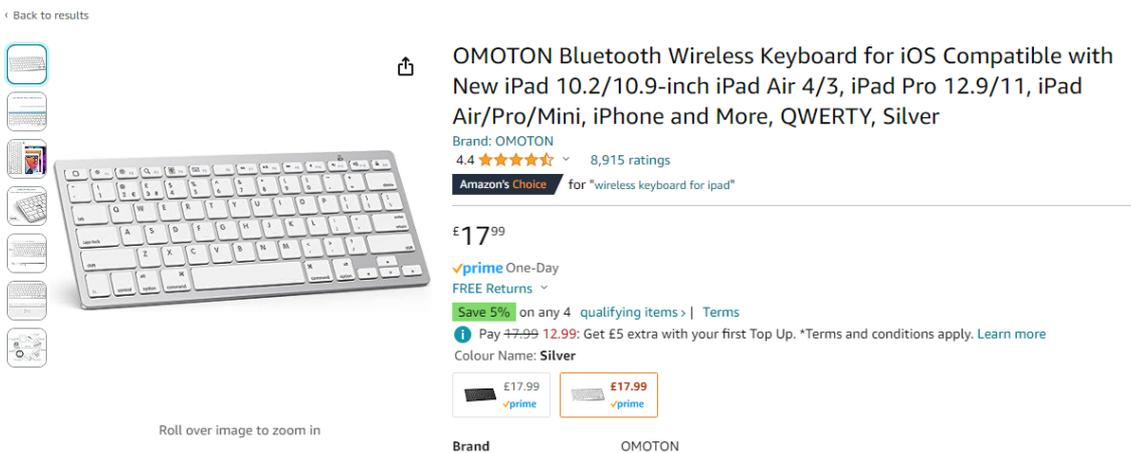 ‹ Back to results
OMOTON Bluetooth Wireless Keyboard for iOS Compatible with
New iPad 10.2/10.9-inch iPad Air 4/3, iPad Pro 12.9/11, iPad
Air/Pro/Mini, iPhone and More, QWERTY, Silver
Brand: OMOTON
4.4 8,915 ratings
Amazon's Choice for "wireless keyboard for ipad"
£17⁹⁹
prime One-Day
FREE Returns
Save 5% on any 4 qualifying items › | Terms
i Pay 17.99 12.99: Get £5 extra with your first Top Up. *Terms and conditions apply. Learn more
Colour Name: Silver
£17.99 £17.99
prime prime
Q W E R T Y U I O P
A S D F G H J K L
Z X C V B N M
command command option
Roll over image to zoom in
Brand OMOTON